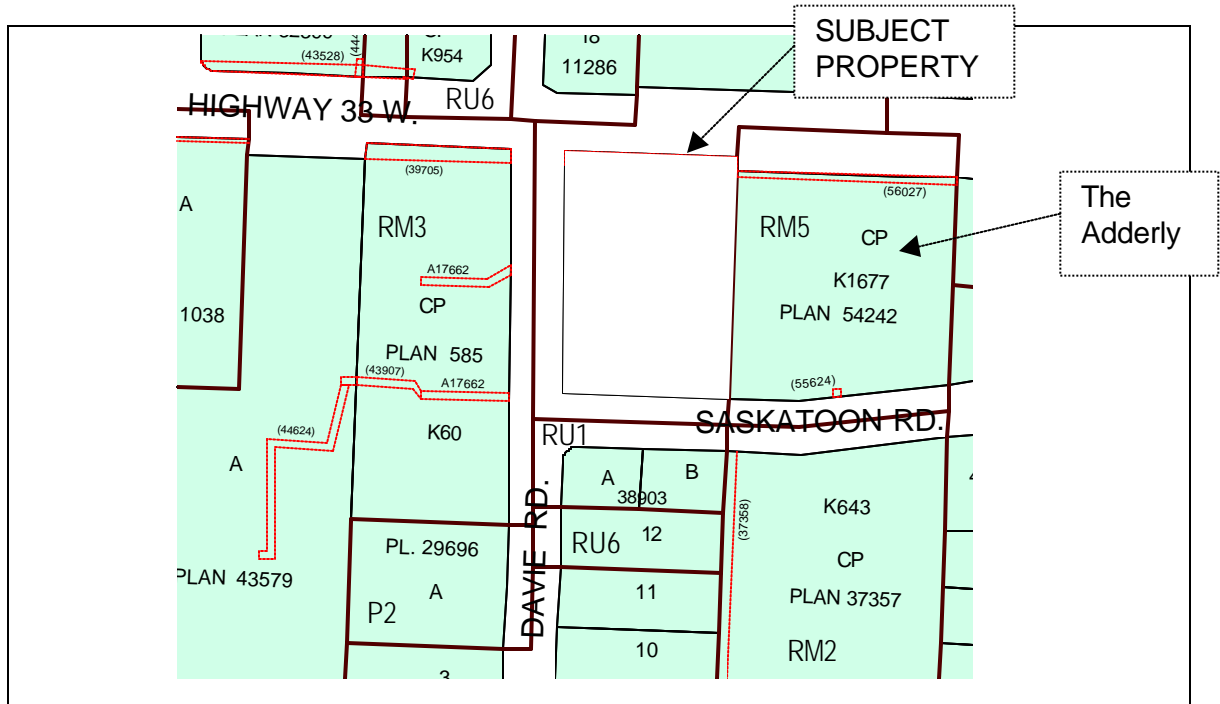 SUBJECT
PROPERTY
18
11286
(43528)
K954
HIGHWAY 33 W.
RU6
The
Adderly
A
1038
(39705)
RM3
A17662
CP
PLAN 585
(43907)
A17662
K60
(44624)
A
PLAN 43579
(56027)
RM5
CP
K1677
PLAN 54242
(55624)
SASKATOON RD.
RU1
A
B
38903
12
RU6
11
10
DAVIE RD.
PL. 29696
A
P2
3
(37358)
K643
CP
PLAN 37357
RM2